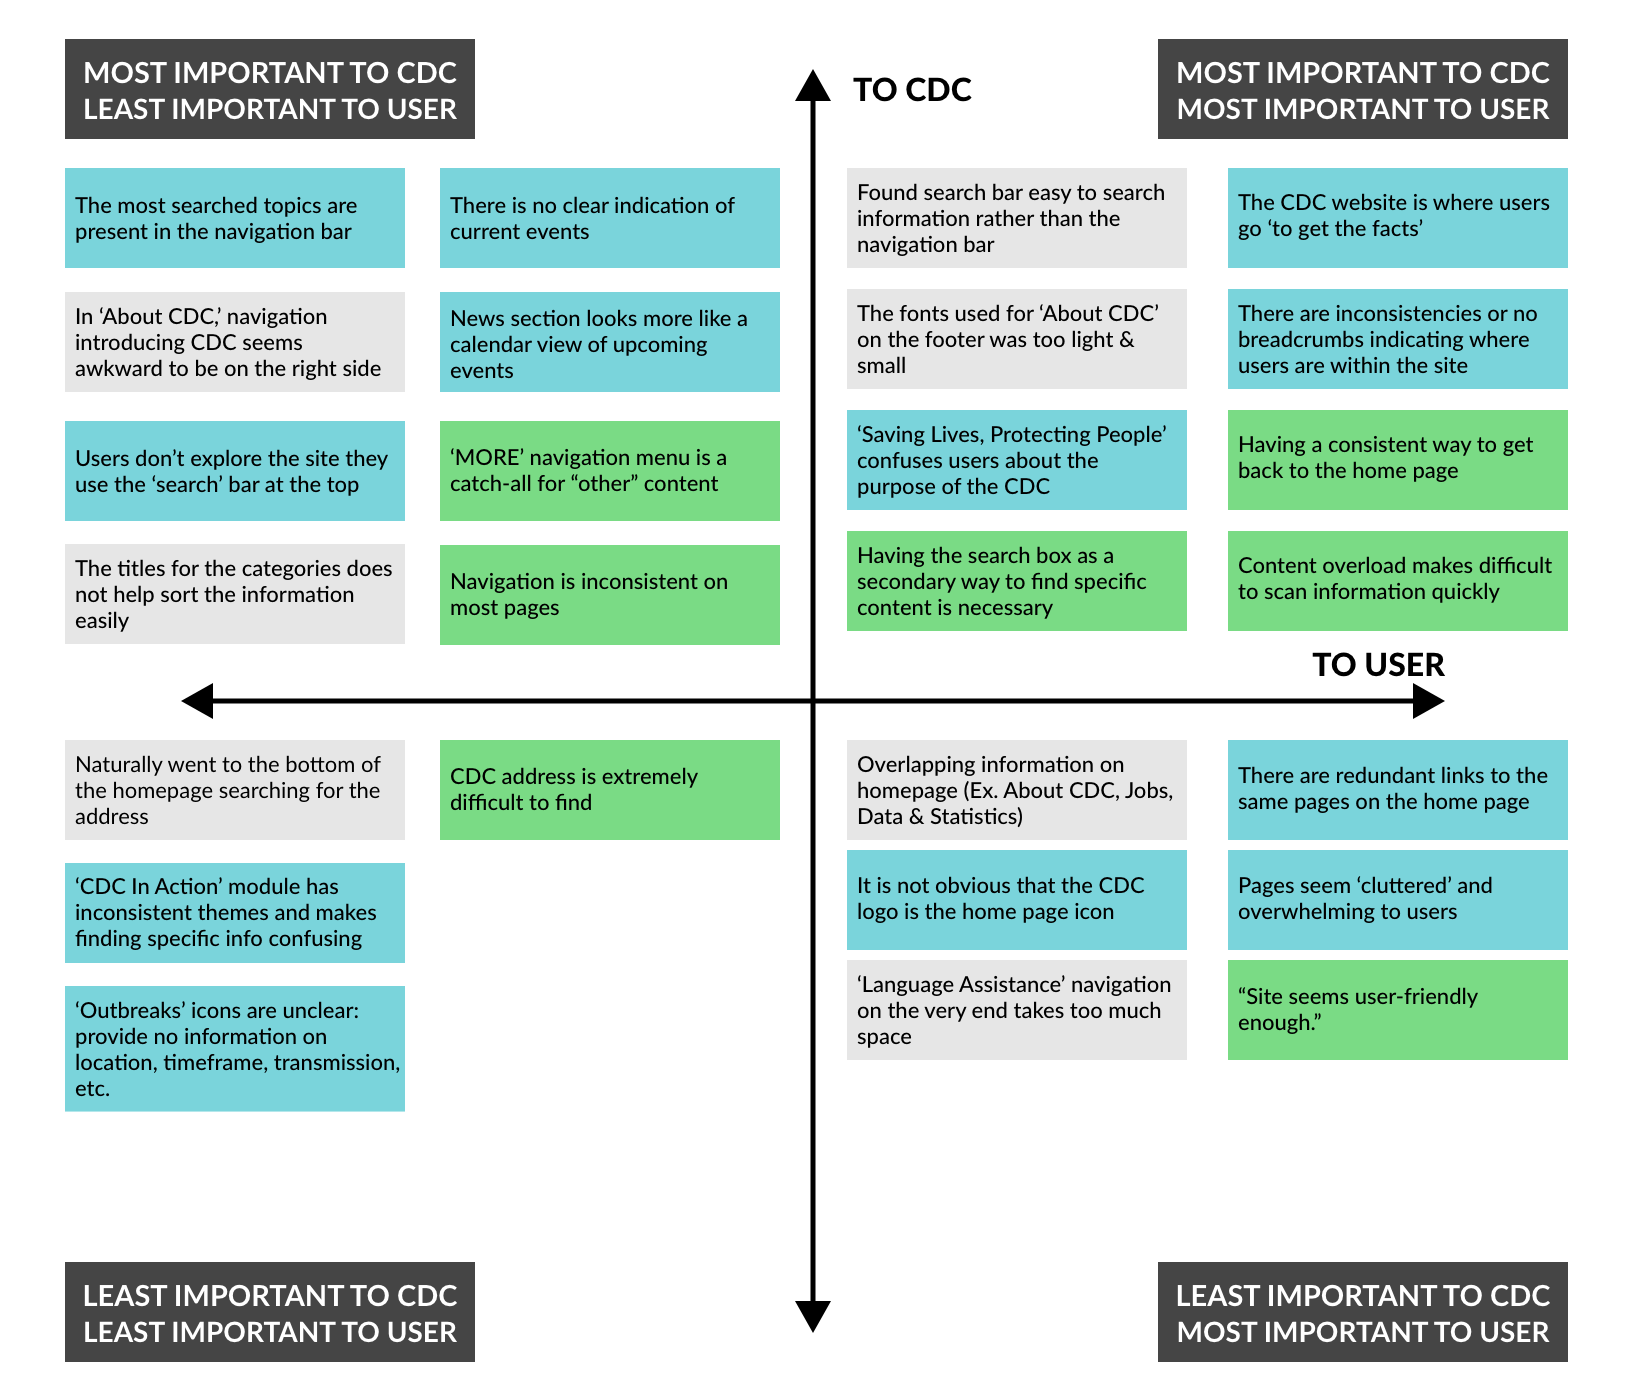 MOST IMPORTANT TO CDC
LEAST IMPORTANT TO USER
TO CDC
MOST IMPORTANT TO CDC
MOST IMPORTANT TO USER
The most searched topics are
present in the navigation bar
There is no clear indication of
current events
In ‘About CDC,’ navigation
introducing CDC seems
awkward to be on the right side
News section looks more like a
calendar view of upcoming
events
Users don’t explore the site they
use the ‘search’ bar at the top
‘MORE’ navigation menu is a
catch-all for “other” content
The titles for the categories does
not help sort the information
easily
Navigation is inconsistent on
most pages
Found search bar easy to search
information rather than the
navigation bar
The CDC website is where users
go ‘to get the facts’
The fonts used for ‘About CDC’
on the footer was too light &
small
There are inconsistencies or no
breadcrumbs indicating where
users are within the site
‘Saving Lives, Protecting People’
confuses users about the
purpose of the CDC
Having a consistent way to get
back to the home page
Having the search box as a
secondary way to find specific
content is necessary
Content overload makes difficult
to scan information quickly
TO USER
Naturally went to the bottom of
the homepage searching for the
address
CDC address is extremely
difficult to find
‘CDC In Action’ module has
inconsistent themes and makes
finding specific info confusing
‘Outbreaks’ icons are unclear:
provide no information on
location, timeframe, transmission,
etc.
Overlapping information on
homepage (Ex. About CDC, Jobs,
Data & Statistics)
There are redundant links to the
same pages on the home page
It is not obvious that the CDC
logo is the home page icon
Pages seem ‘cluttered’ and
overwhelming to users
‘Language Assistance’ navigation
on the very end takes too much
space
“Site seems user-friendly
enough.”
LEAST IMPORTANT TO CDC
LEAST IMPORTANT TO USER
LEAST IMPORTANT TO CDC
MOST IMPORTANT TO USER